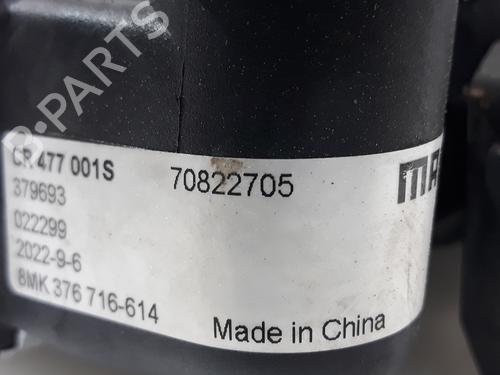 CR 477 001S
70822705
379693
022299
2022-9-6
8MK 376 716-614
Made in China
B-PARTS